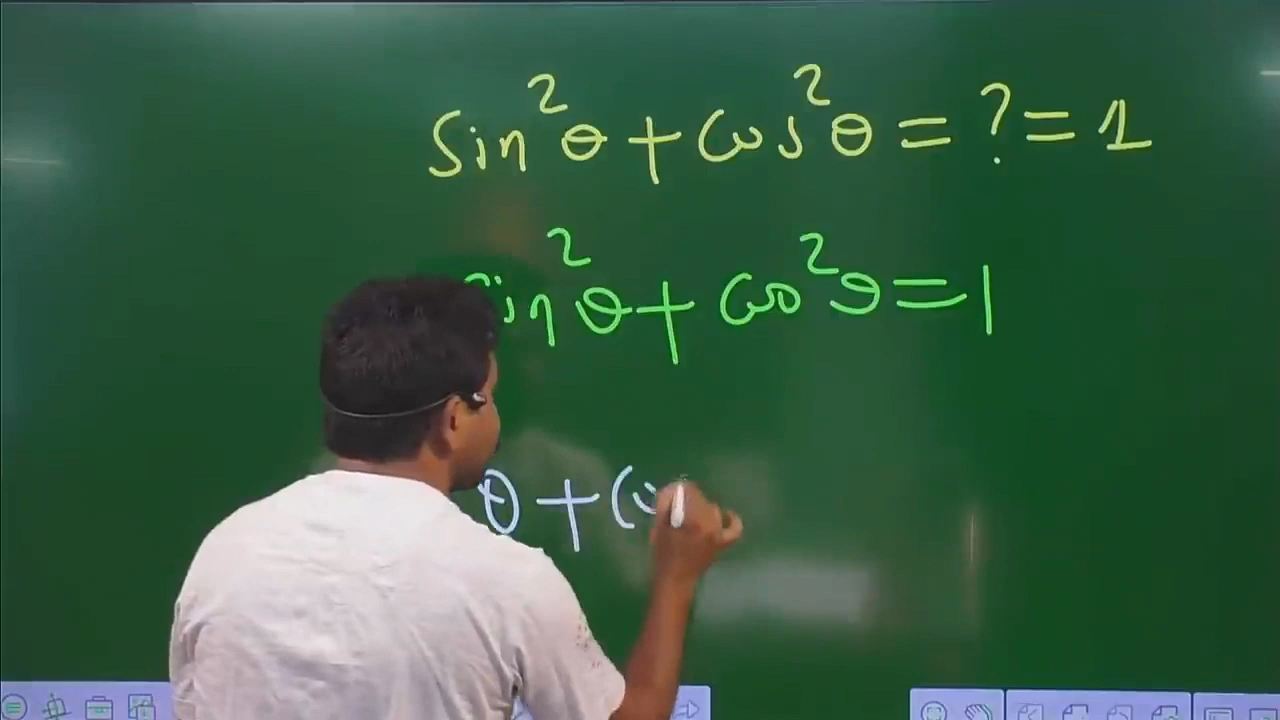 Sin²θ + cos²θ = ? = 1
Sin²θ + cos²θ = 1
θ + (